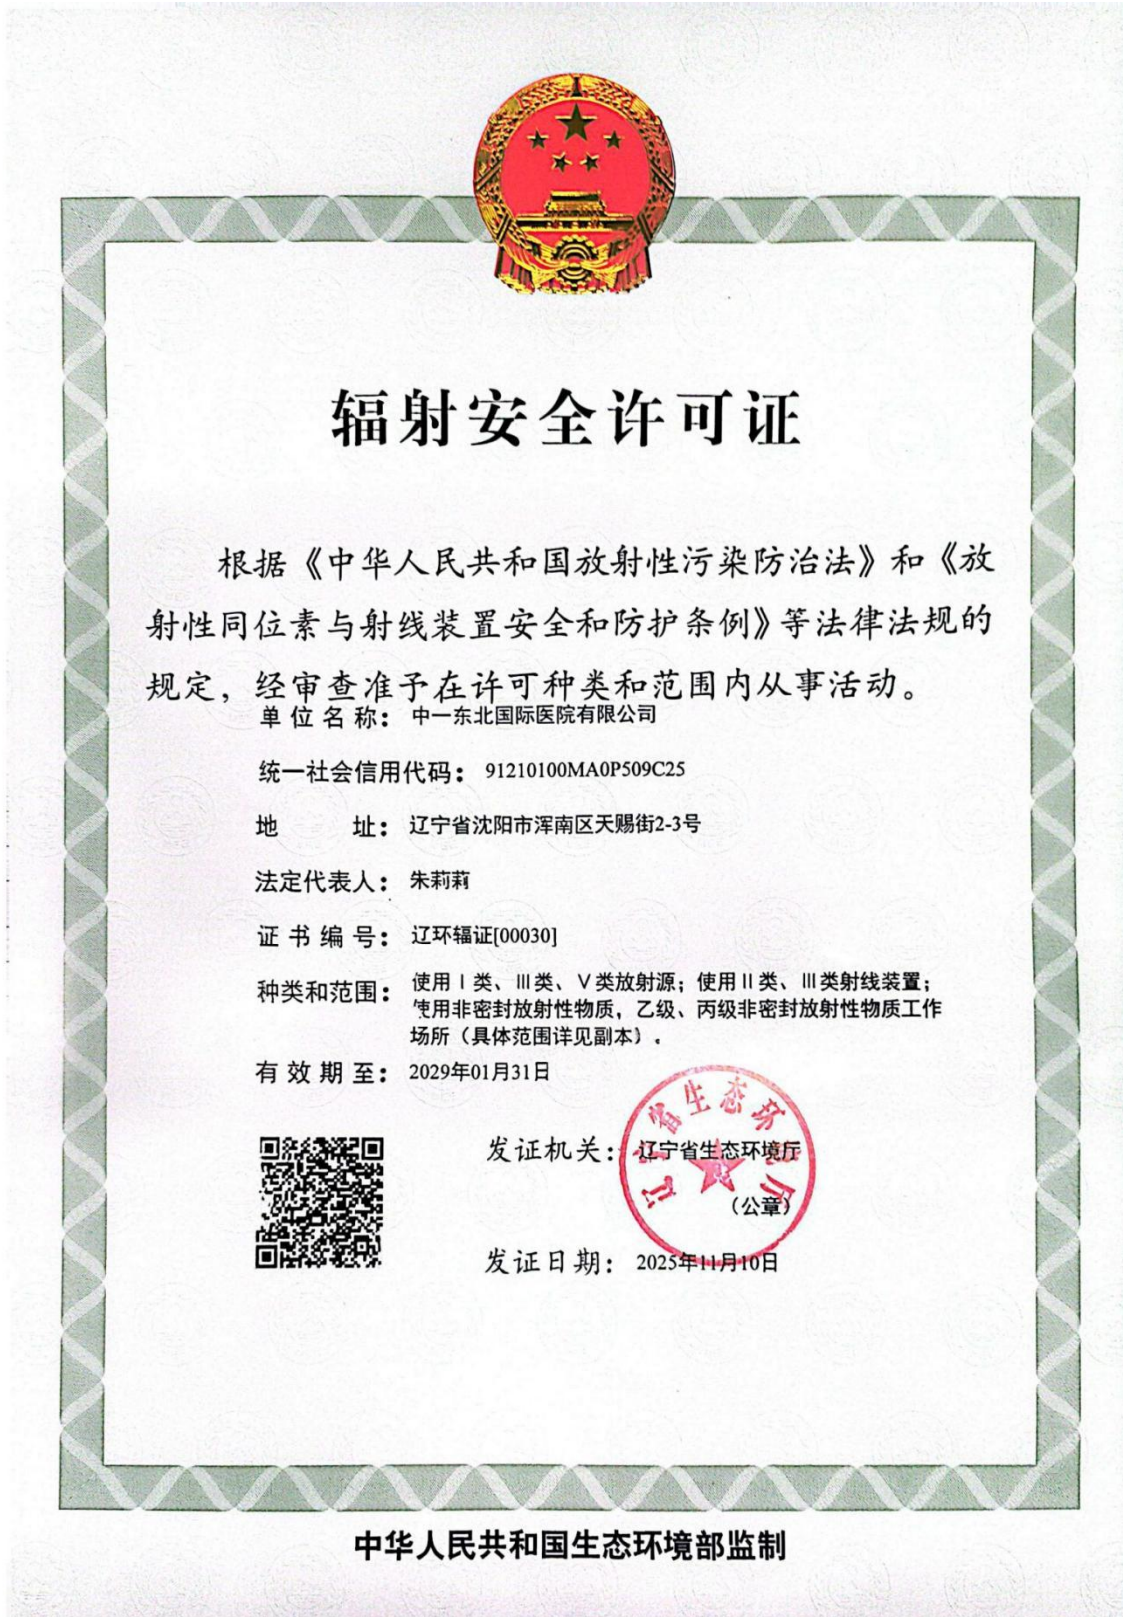 辐射安全许可证
根据《中华人民共和国放射性污染防治法》和《放
射性同位素与射线装置安全和防护条例》等法律法规的
规定，经审查准予在许可种类和范围内从事活动。
单位名称：中一东北国际医院有限公司
统一社会信用代码：91210100MA0P509C25
地址：辽宁省沈阳市浑南区天赐街2-3号
法定代表人：朱莉莉
证书编号：辽环辐证[00030]
种类和范围：使用Ⅰ类、Ⅲ类、Ⅴ类放射源；使用Ⅱ类、Ⅲ类射线装置；
使用非密封放射性物质，乙级、丙级非密封放射性物质工作
场所（具体范围详见副本）。
有效期至：2029年01月31日
发证机关：辽宁省生态环境厅
辽宁省生态环境厅
（公章）
发证日期：2025年11月10日
中华人民共和国生态环境部监制